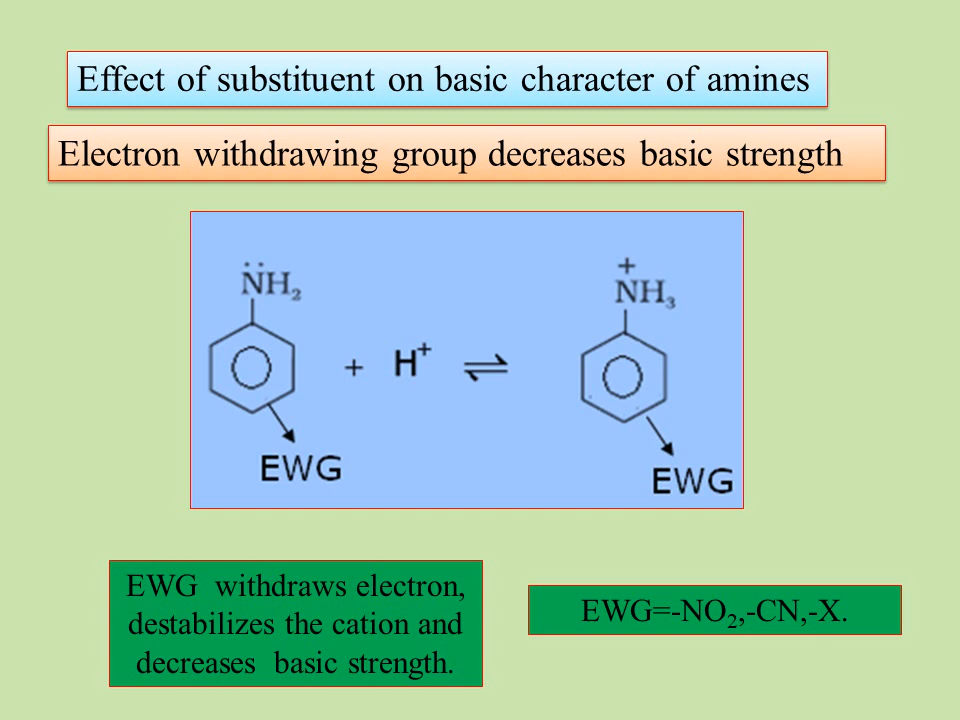 Effect of substituent on basic character of amines
Electron withdrawing group decreases basic strength
N̈H₂
+ H⁺ ⇌
EWG
+
NH₃
EWG
EWG withdraws electron,
destabilizes the cation and
decreases basic strength.
EWG=-NO₂,-CN,-X.